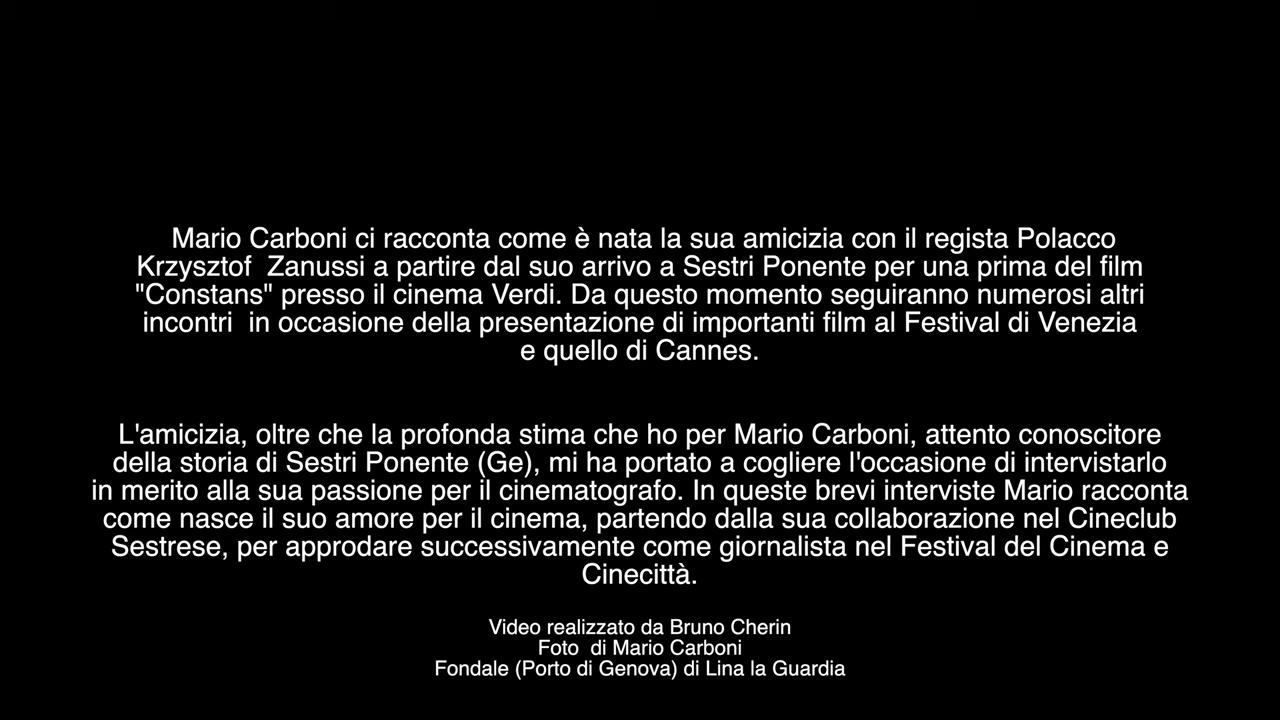 Mario Carboni ci racconta come è nata la sua amicizia con il regista Polacco
Krzysztof  Zanussi a partire dal suo arrivo a Sestri Ponente per una prima del film
"Constans" presso il cinema Verdi. Da questo momento seguiranno numerosi altri
incontri  in occasione della presentazione di importanti film al Festival di Venezia
e quello di Cannes.
L'amicizia, oltre che la profonda stima che ho per Mario Carboni, attento conoscitore
della storia di Sestri Ponente (Ge), mi ha portato a cogliere l'occasione di intervistarlo
in merito alla sua passione per il cinematografo. In queste brevi interviste Mario racconta
come nasce il suo amore per il cinema, partendo dalla sua collaborazione nel Cineclub
Sestrese, per approdare successivamente come giornalista nel Festival del Cinema e
Cinecittà.
Video realizzato da Bruno Cherin
Foto  di Mario Carboni
Fondale (Porto di Genova) di Lina la Guardia